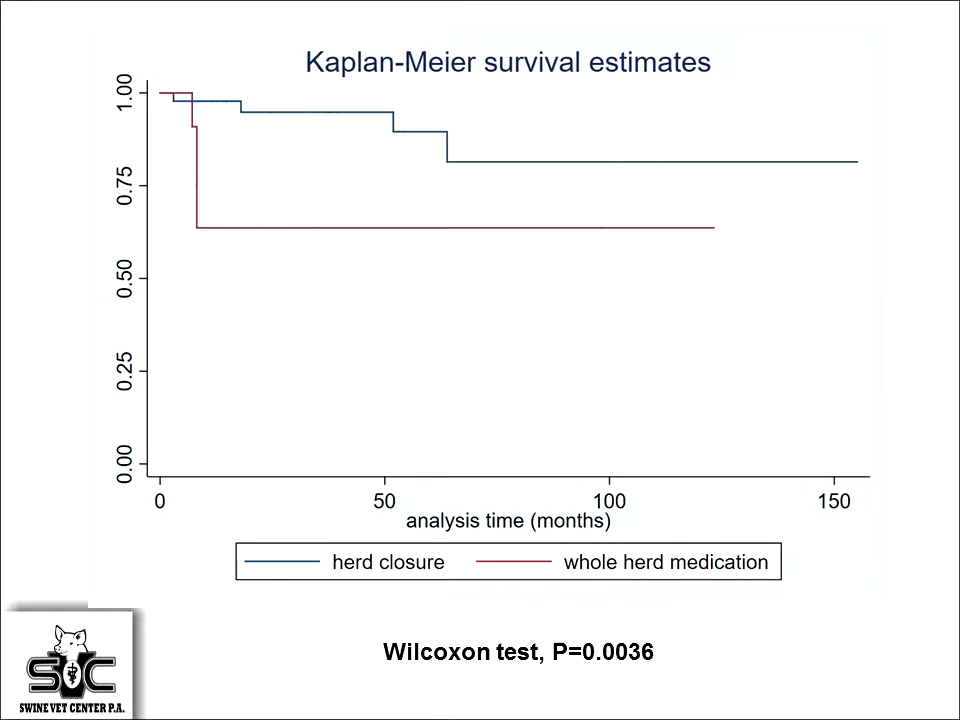 Kaplan-Meier survival estimates
1.00
0.75
0.50
0.25
0.00
0 50 100 150
analysis time (months)
herd closure whole herd medication
Wilcoxon test, P=0.0036
SVC
SWINE VET CENTER P.A.